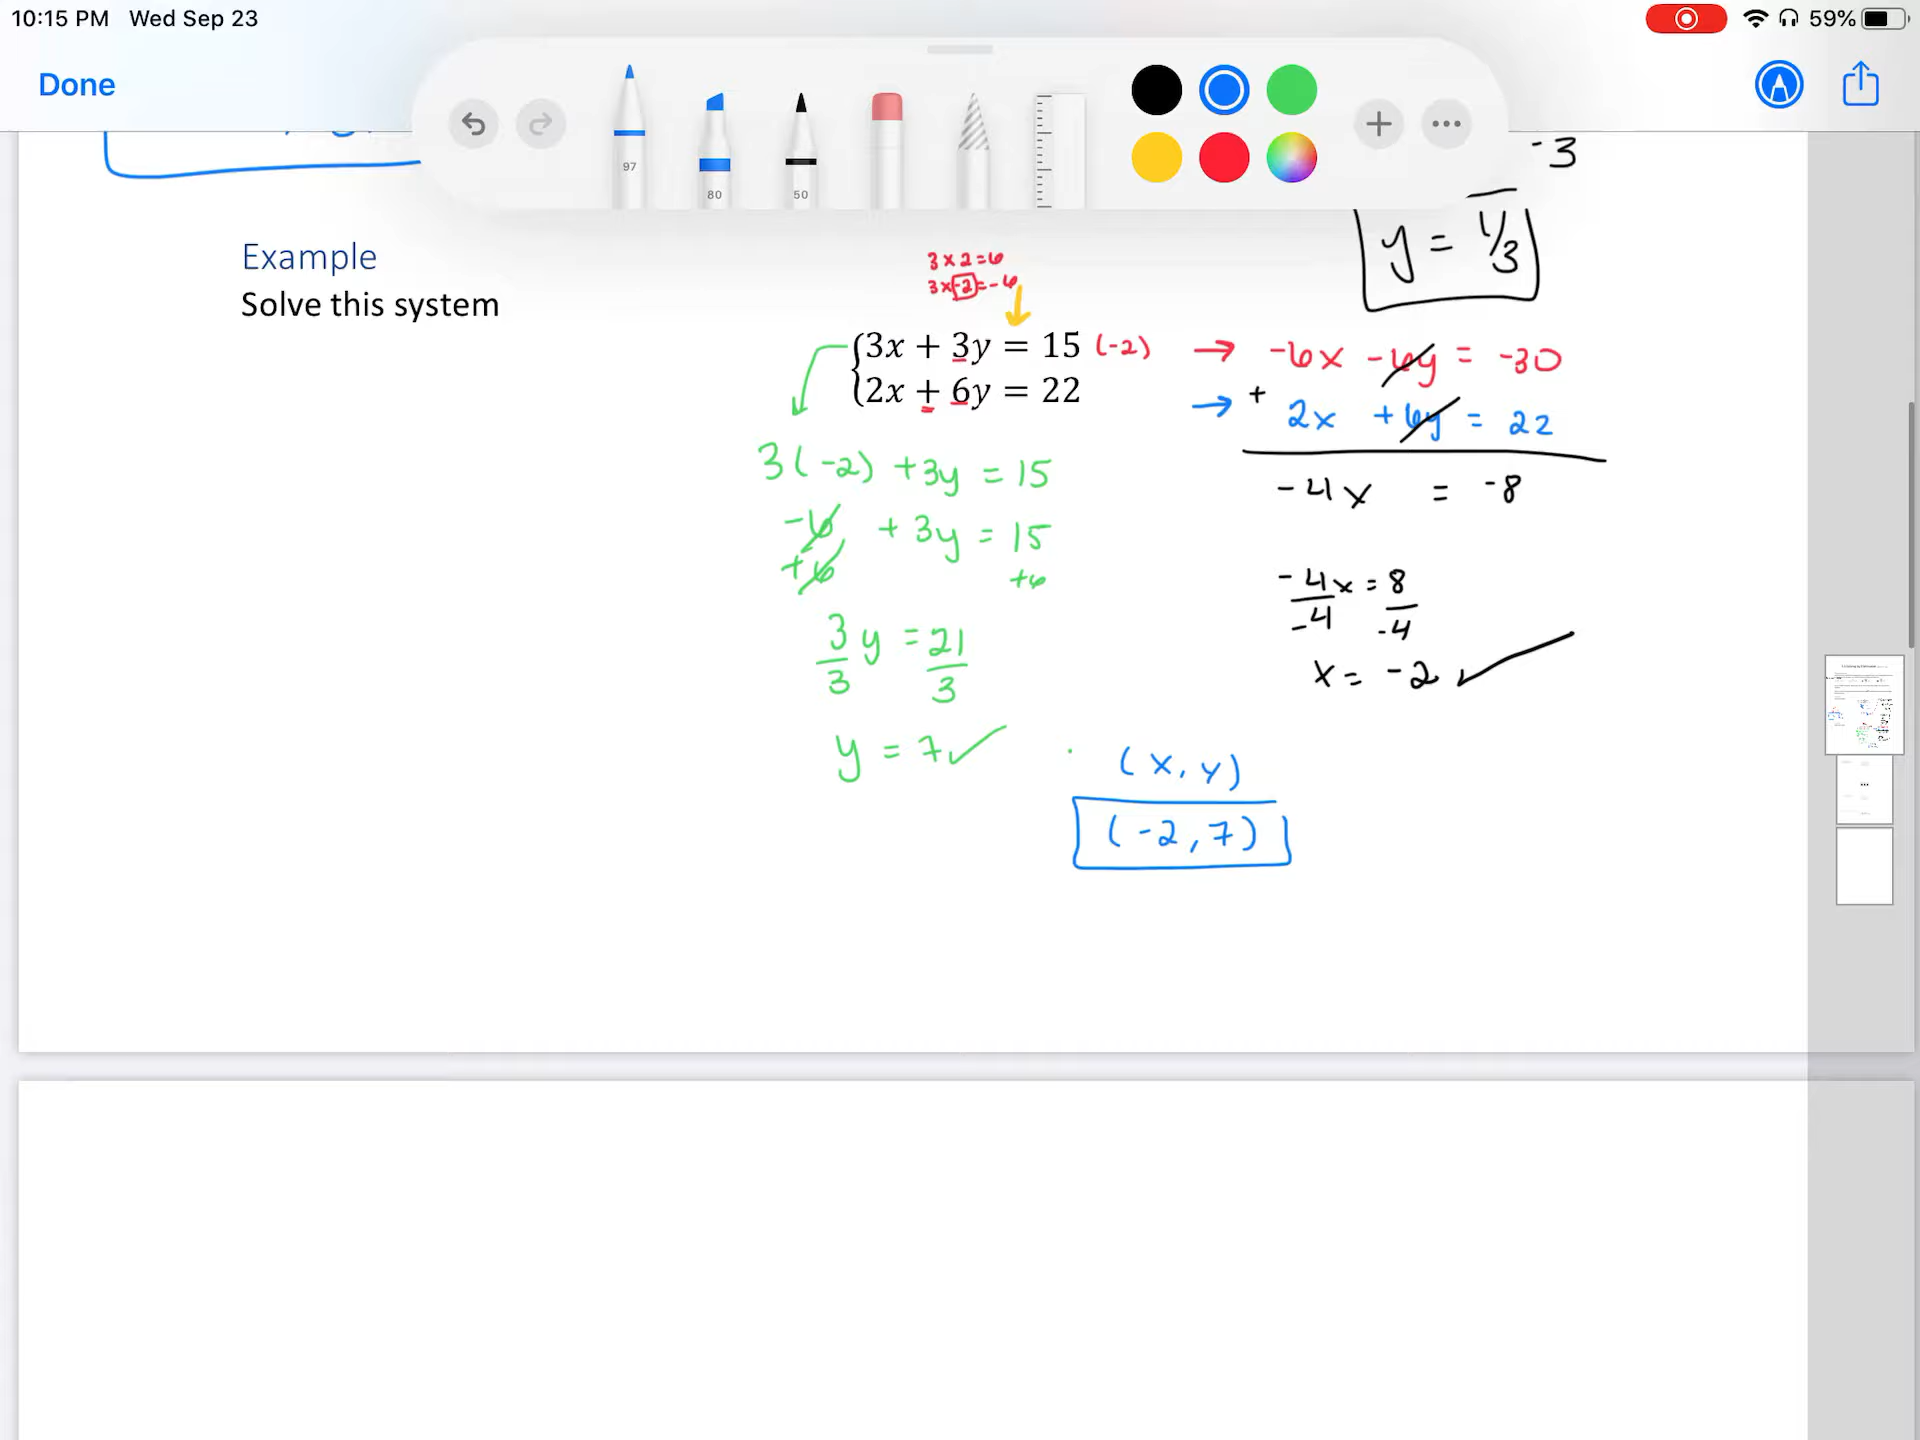 10:15 PM Wed Sep 23
59%
Done
97
80
50
-3
y = 1/3
Example
Solve this system
3 x 2 = 6
3 x -2 = -6
3x + 3y = 15 (-2) → -6x -6y = -30
2x + 6y = 22 → + 2x +6y = 22
-4x = -8
3(-2) +3y = 15
-6 + 3y = 15
+6 +6
3y = 21
3 3
y = 7
-4x = 8
-4 -4
x = -2
(x, y)
(-2, 7)